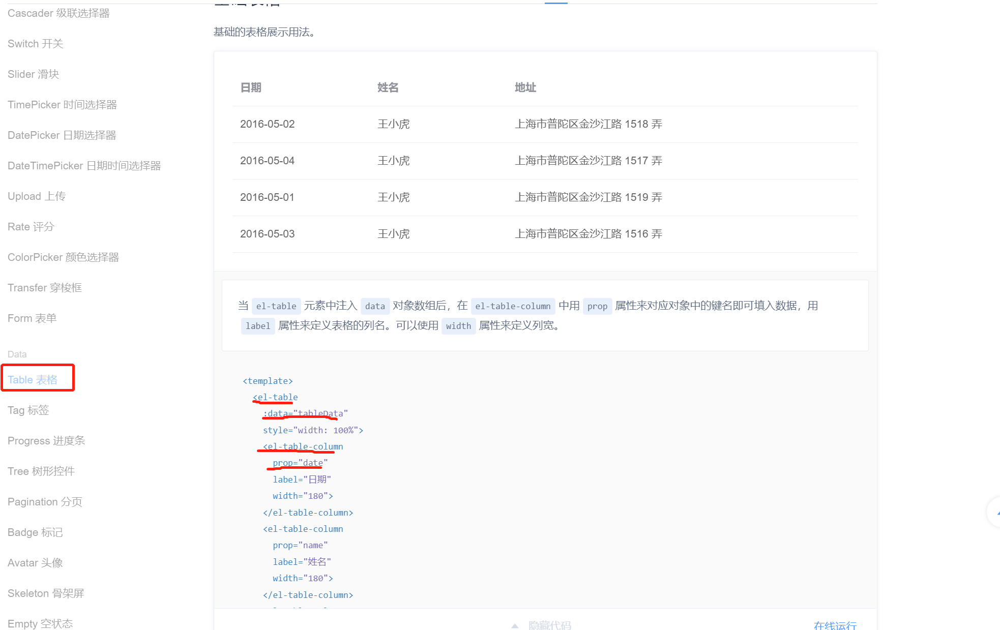 Cascader 级联选择器
Switch 开关
Slider 滑块
TimePicker 时间选择器
DatePicker 日期选择器
DateTimePicker 日期时间选择器
Upload 上传
Rate 评分
ColorPicker 颜色选择器
Transfer 穿梭框
Form 表单
Data
Table 表格
Tag 标签
Progress 进度条
Tree 树形控件
Pagination 分页
Badge 标记
Avatar 头像
Skeleton 骨架屏
Empty 空状态
基础表格
基础的表格展示用法。
日期 姓名 地址
2016-05-02 王小虎 上海市普陀区金沙江路 1518 弄
2016-05-04 王小虎 上海市普陀区金沙江路 1517 弄
2016-05-01 王小虎 上海市普陀区金沙江路 1519 弄
2016-05-03 王小虎 上海市普陀区金沙江路 1516 弄
当 el-table 元素中注入 data 对象数组后，在 el-table-column 中用 prop 属性来对应对象中的键名即可填入数据，用
label 属性来定义表格的列名。可以使用 width 属性来定义列宽。
<template>
<el-table
:data="tableData"
style="width: 100%">
<el-table-column
prop="date"
label="日期"
width="180">
</el-table-column>
<el-table-column
prop="name"
label="姓名"
width="180">
</el-table-column>
隐藏代码
在线运行